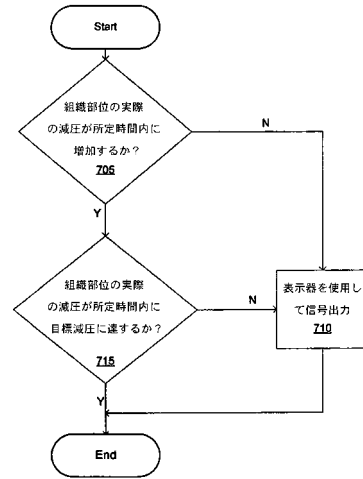 Start
組織部位の実際
の減圧が所定時間内に
増加するか？
705
N
Y
組織部位の実際
の減圧が所定時間内に
目標減圧に達するか？
715
N
表示器を使用し
て信号出力
710
Y
End